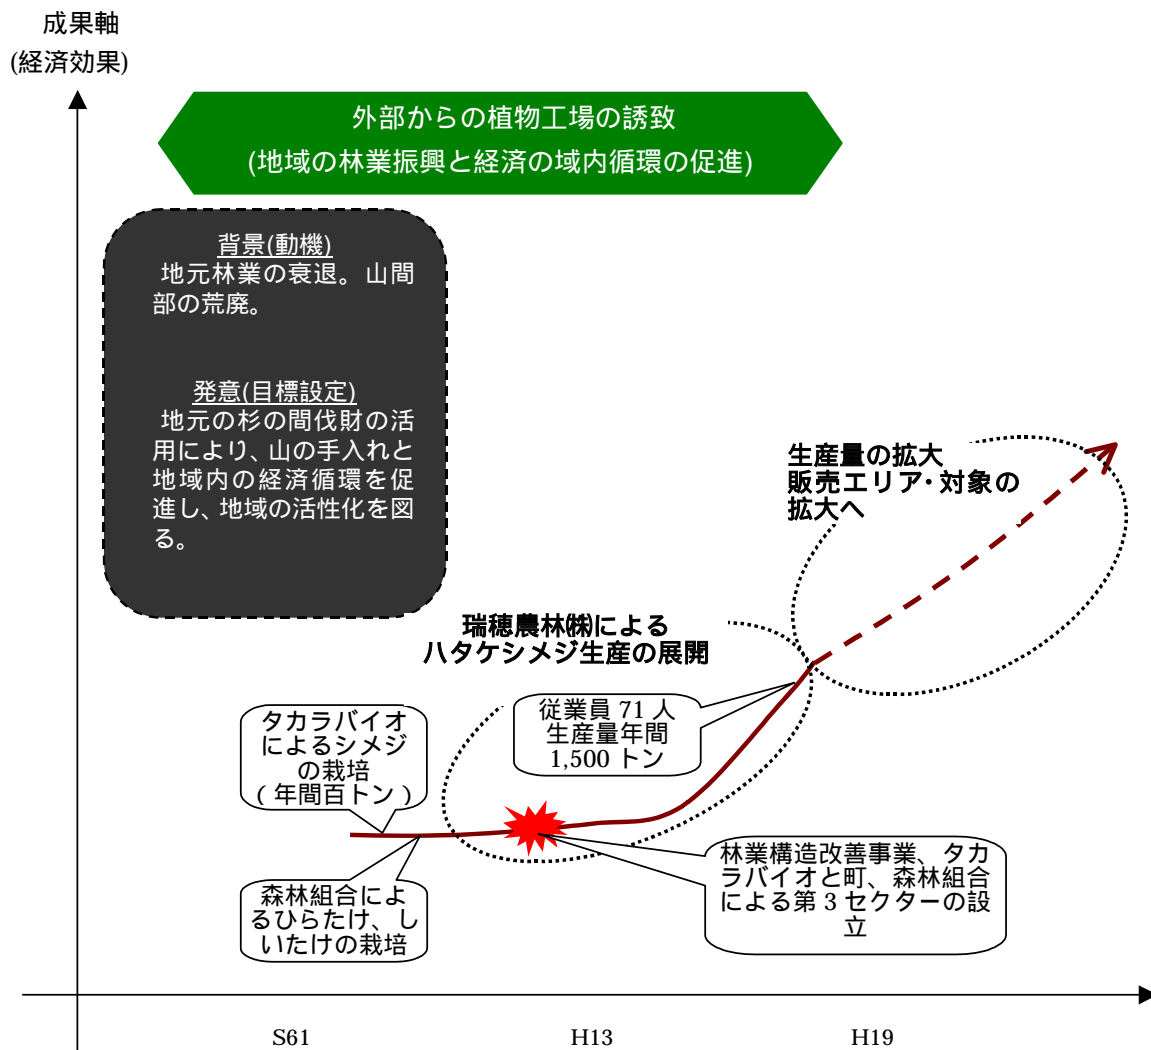 成果軸
(経済効果)
外部からの植物工場の誘致
(地域の林業振興と経済の域内循環の促進)
背景(動機)
地元林業の衰退。山間
部の荒廃。
発意(目標設定)
地元の杉の間伐財の活
用により、山の手入れと
地域内の経済循環を促
進し、地域の活性化を図
る。
生産量の拡大
販売エリア・対象の
拡大へ
瑞穂農林㈱による
ハタケシメジ生産の展開
従業員 71 人
生産量年間
1,500 トン
タカラバイオ
によるシメジ
の栽培
( 年間百トン )
森林組合によ
るひらたけ、し
いたけの栽培
林業構造改善事業、タカ
ラバイオと町、森林組合
による第 3 セクターの設
立
S61
H13
H19